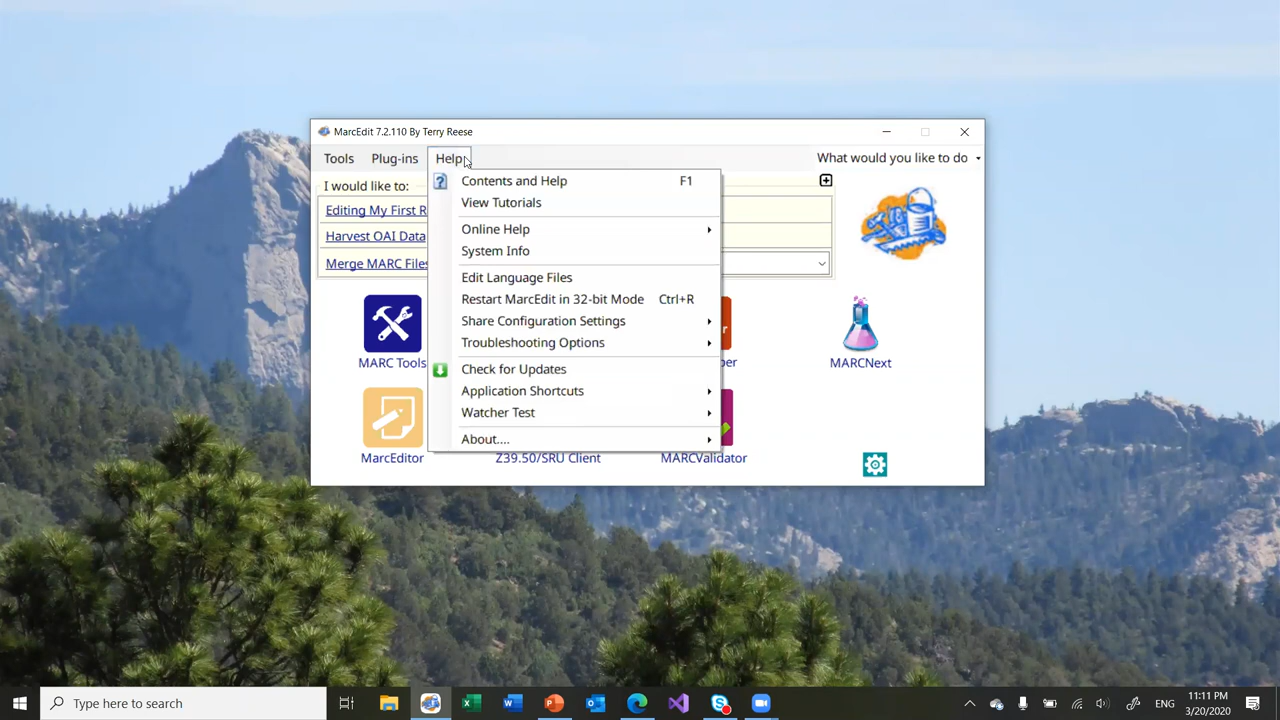 MarcEdit 7.2.110 By Terry Reese
Tools Plug-ins Help What would you like to do
I would like to:
Editing My First R
Harvest OAI Data
Merge MARC Files
Contents and Help F1
View Tutorials
Online Help
System Info
Edit Language Files
Restart MarcEdit in 32-bit Mode Ctrl+R
Share Configuration Settings
Troubleshooting Options
Check for Updates
Application Shortcuts
Watcher Test
About....
MARC Tools
per
MARCNext
MarcEditor
Z39.50/SRU Client
MARCValidator
Type here to search
ENG
11:11 PM
3/20/2020